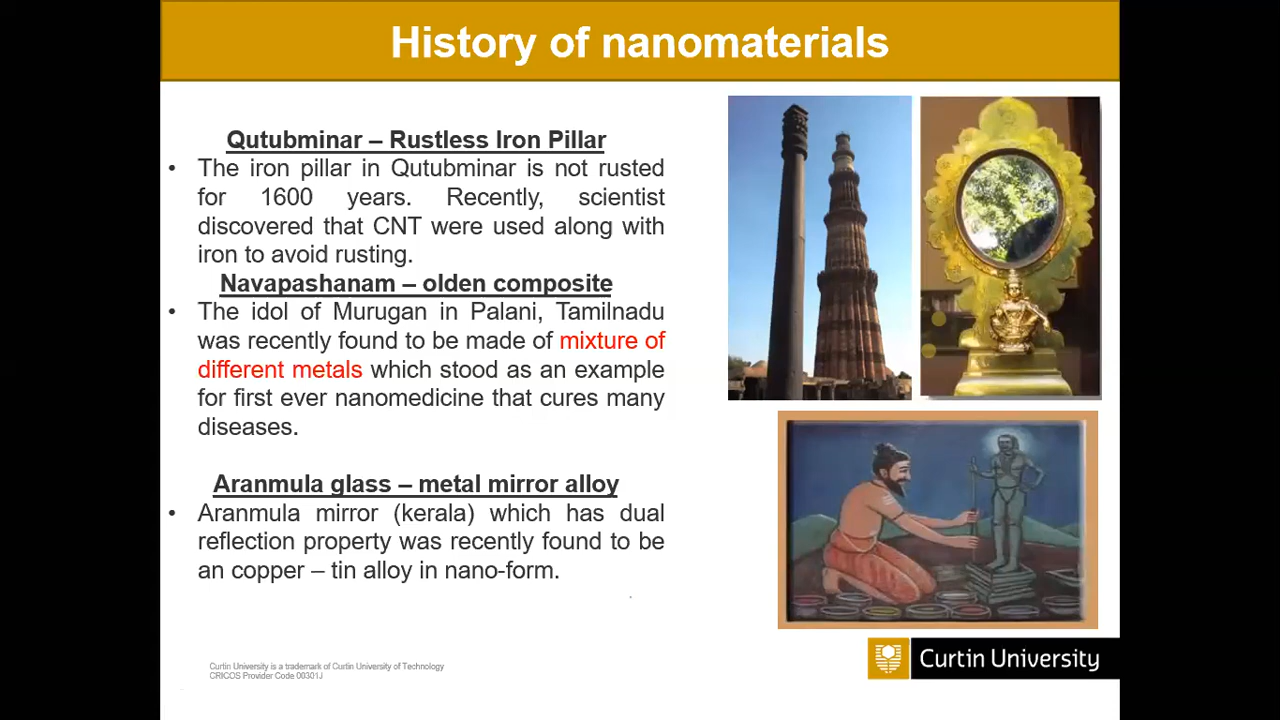 History of nanomaterials
Qutubminar – Rustless Iron Pillar
• The iron pillar in Qutubminar is not rusted
for 1600 years. Recently, scientist
discovered that CNT were used along with
iron to avoid rusting.
Navapashanam – olden composite
• The idol of Murugan in Palani, Tamilnadu
was recently found to be made of mixture of
different metals which stood as an example
for first ever nanomedicine that cures many
diseases.
Aranmula glass – metal mirror alloy
• Aranmula mirror (kerala) which has dual
reflection property was recently found to be
an copper – tin alloy in nano-form.
Curtin University is a trademark of Curtin University of Technology
CRICOS Provider Code 00301J
Curtin University